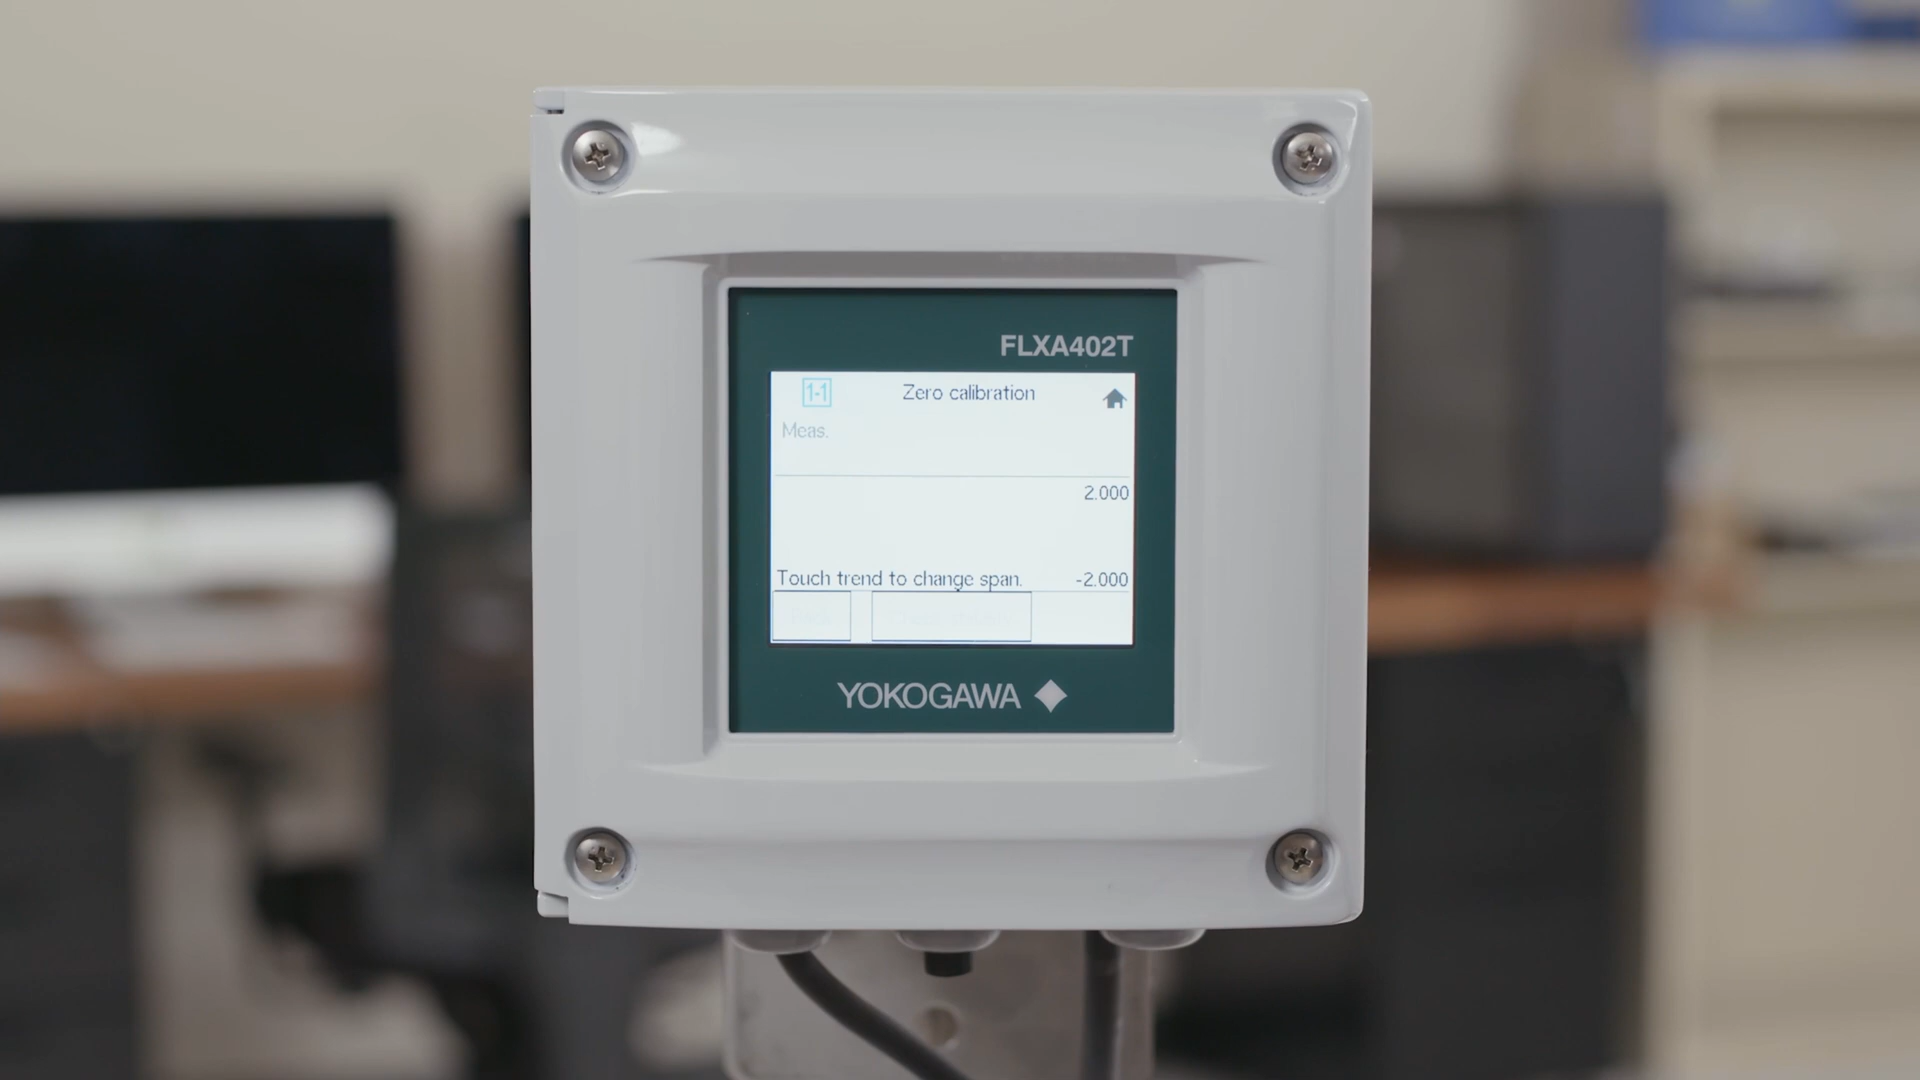 FLXA402T
1-1 Zero calibration
Meas.
2.000
Touch trend to change span. -2.000
YOKOGAWA